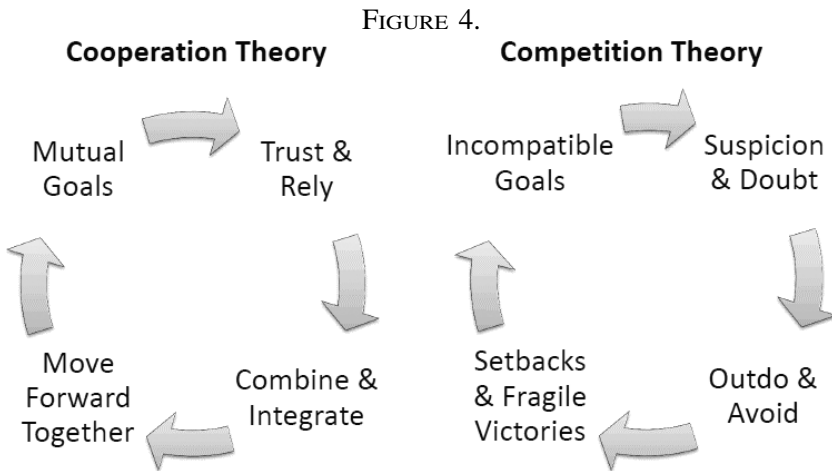 FIGURE 4.
Cooperation Theory
Mutual
Goals
Trust &
Rely
Combine &
Integrate
Move
Forward
Together
Competition Theory
Incompatible
Goals
Suspicion
& Doubt
Outdo &
Avoid
Setbacks
& Fragile
Victories